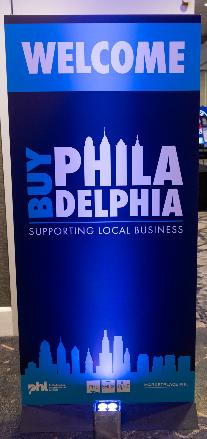 WELCOME
BUY
PHILA
DELPHIA
SUPPORTING LOCAL BUSINESS
phl